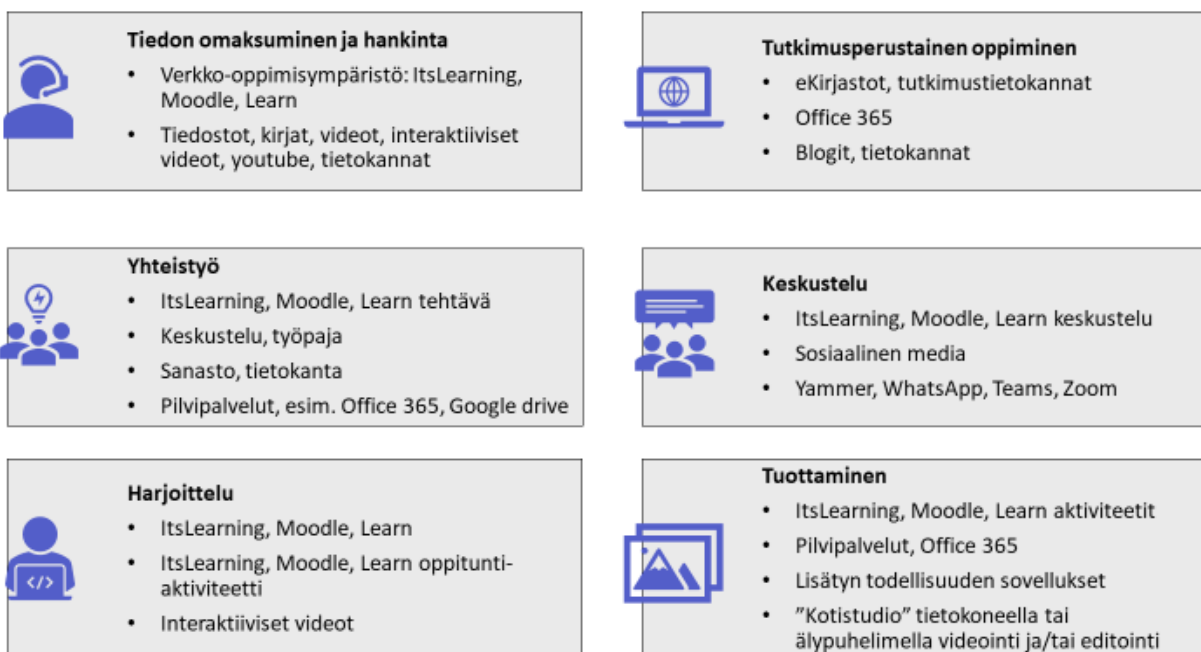 Tiedon omaksuminen ja hankinta
• Verkko-oppimisympäristö: ItsLearning,
Moodle, Learn
• Tiedostot, kirjat, videot, interaktiiviset
videot, youtube, tietokannat
Tutkimusperustainen oppiminen
• eKirjastot, tutkimustietokannat
• Office 365
• Blogit, tietokannat
Yhteistyö
• ItsLearning, Moodle, Learn tehtävä
• Keskustelu, työpaja
• Sanasto, tietokanta
• Pilvipalvelut, esim. Office 365, Google drive
Keskustelu
• ItsLearning, Moodle, Learn keskustelu
• Sosiaalinen media
• Yammer, WhatsApp, Teams, Zoom
Harjoittelu
• ItsLearning, Moodle, Learn
• ItsLearning, Moodle, Learn oppitunti-
aktiviteetti
• Interaktiiviset videot
</>
Tuottaminen
• ItsLearning, Moodle, Learn aktiviteetit
• Pilvipalvelut, Office 365
• Lisätyn todellisuuden sovellukset
• ”Kotistudio” tietokoneella tai
älypuhelimella videointi ja/tai editointi